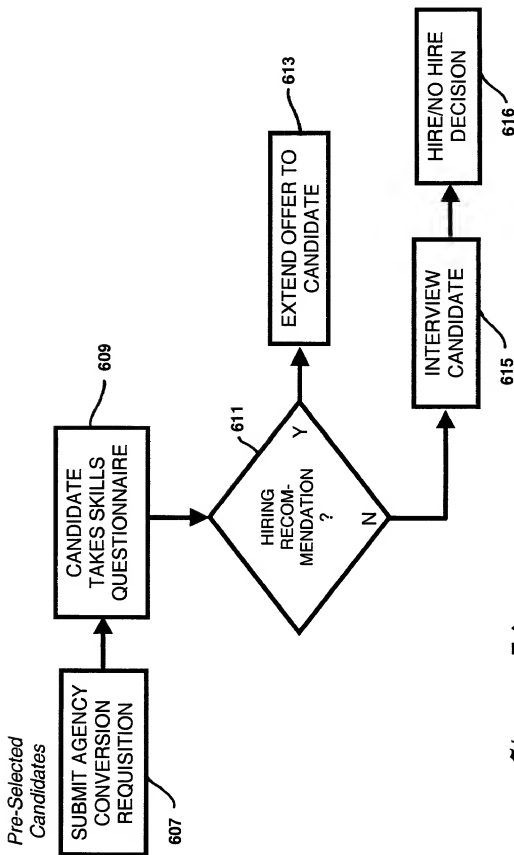 Pre-Selected
Candidates
SUBMIT AGENCY
CONVERSION
REQUISITION
607
CANDIDATE
TAKES SKILLS
QUESTIONNAIRE
609
HIRING
RECOM-
MENDATION
?
611
Y
N
EXTEND OFFER TO
CANDIDATE
613
INTERVIEW
CANDIDATE
615
HIRE/NO HIRE
DECISION
616